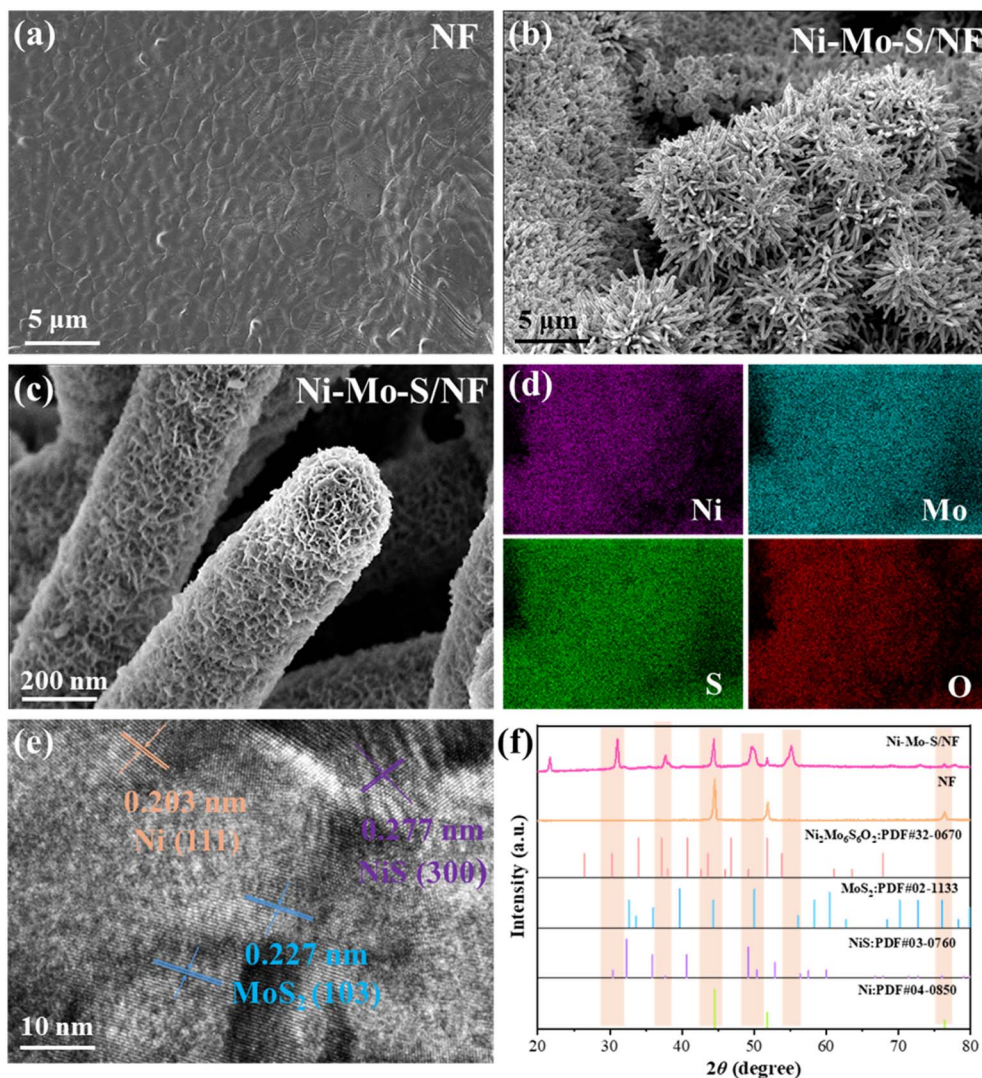 (a)
NF
5 μm
(b)
Ni-Mo-S/NF
5 μm
(c)
Ni-Mo-S/NF
200 nm
(d)
Ni
Mo
S
O
(e)
0.203 nm
Ni (111)
0.277 nm
NiS (300)
0.227 nm
MoS₂ (103)
10 nm
(f)
Ni-Mo-S/NF
NF
Ni₂Mo₆S₆O₂:PDF#32-0670
MoS₂:PDF#02-1133
NiS:PDF#03-0760
Ni:PDF#04-0850
Intensity (a.u.)
20 30 40 50 60 70 80
2θ (degree)